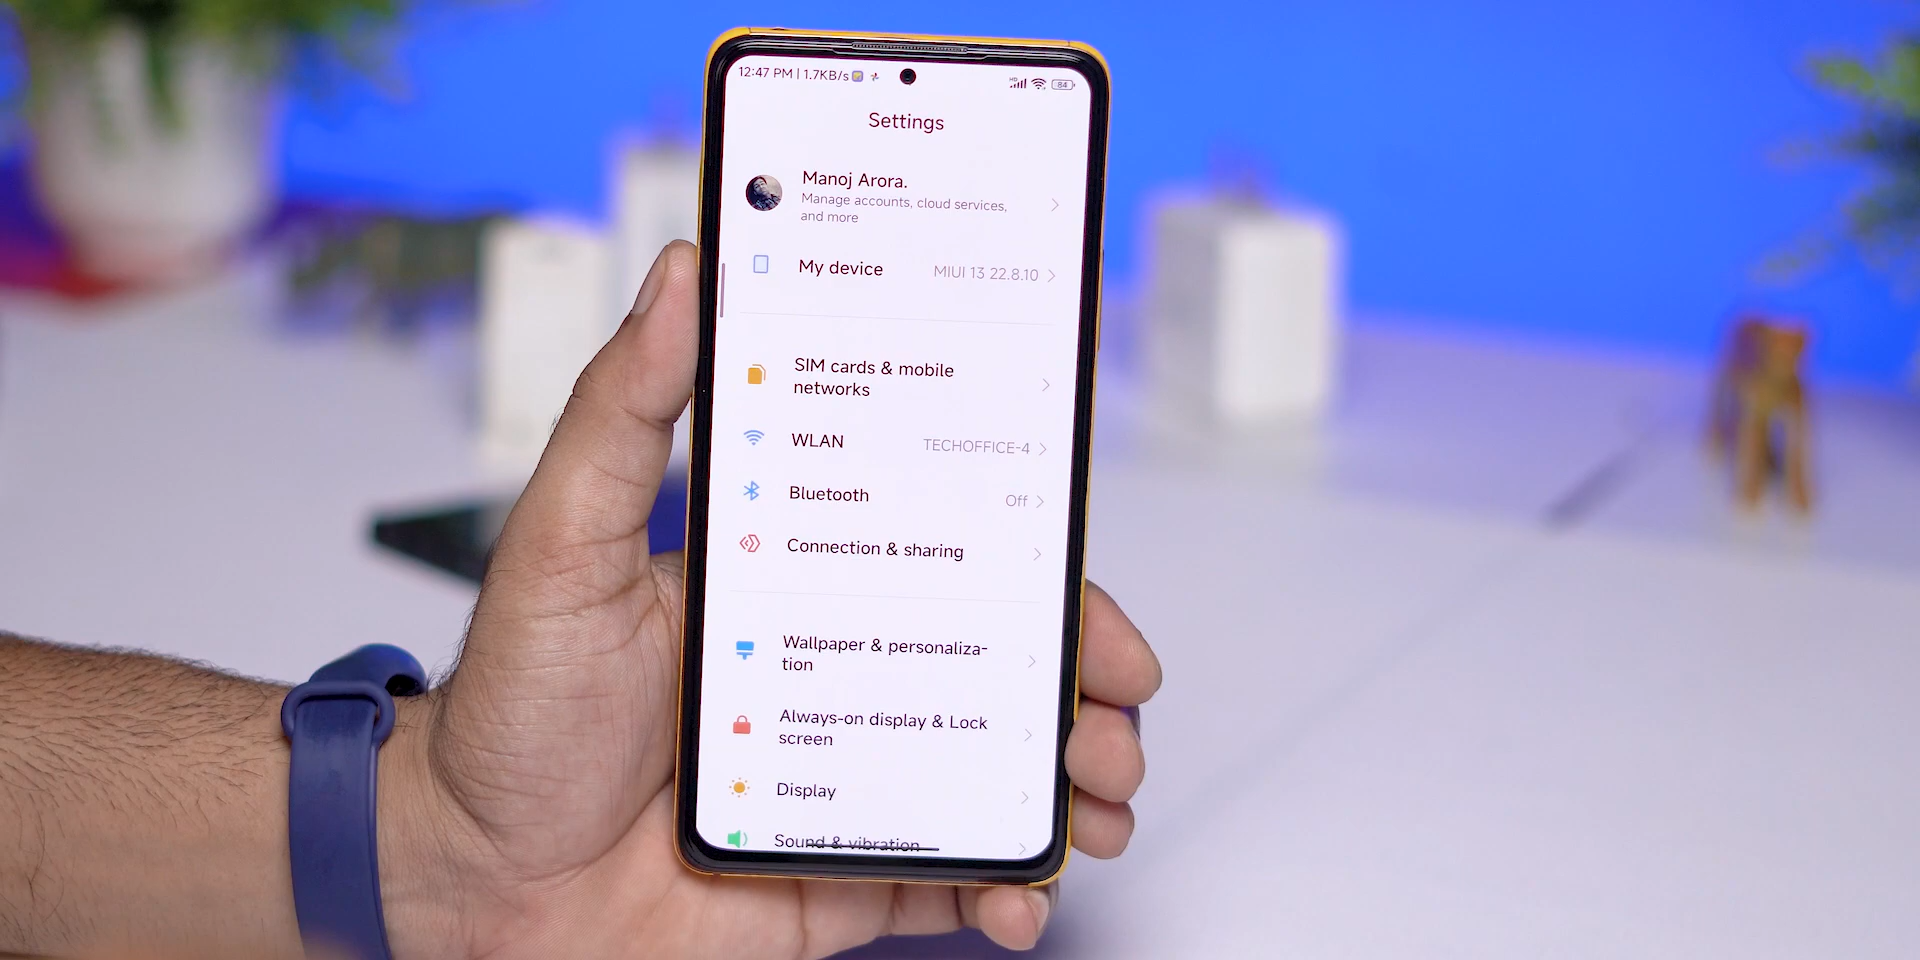 12:47 PM | 1.7KB/s
HD
84
Settings
Manoj Arora.
Manage accounts, cloud services,
and more
My device MIUI 13 22.8.10
SIM cards & mobile
networks
WLAN TECHOFFICE-4
Bluetooth Off
Connection & sharing
Wallpaper & personaliza-
tion
Always-on display & Lock
screen
Display
Sound & vibration